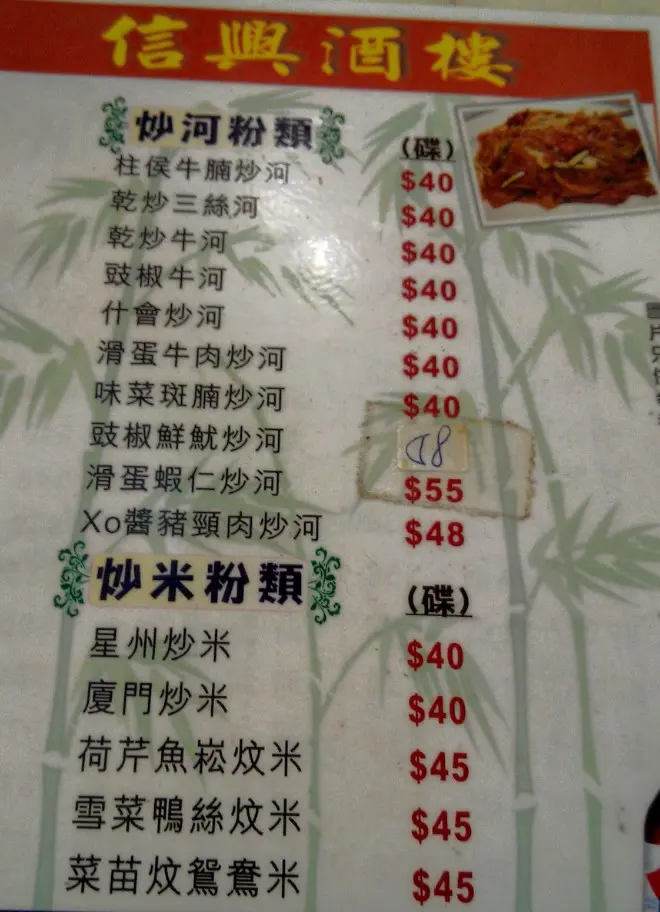 信興酒樓
炒河粉類 (碟)
柱侯牛腩炒河 $40
乾炒三絲河 $40
乾炒牛河 $40
豉椒牛河 $40
什會炒河 $40
滑蛋牛肉炒河 $40
味菜斑腩炒河 $40
豉椒鮮魷炒河
滑蛋蝦仁炒河 $55
Xo醬豬頸肉炒河 $48
炒米粉類 (碟)
星州炒米 $40
廈門炒米 $40
荷芹魚崧炆米 $45
雪菜鴨絲炆米 $45
菜苗炆鴛鴦米 $45